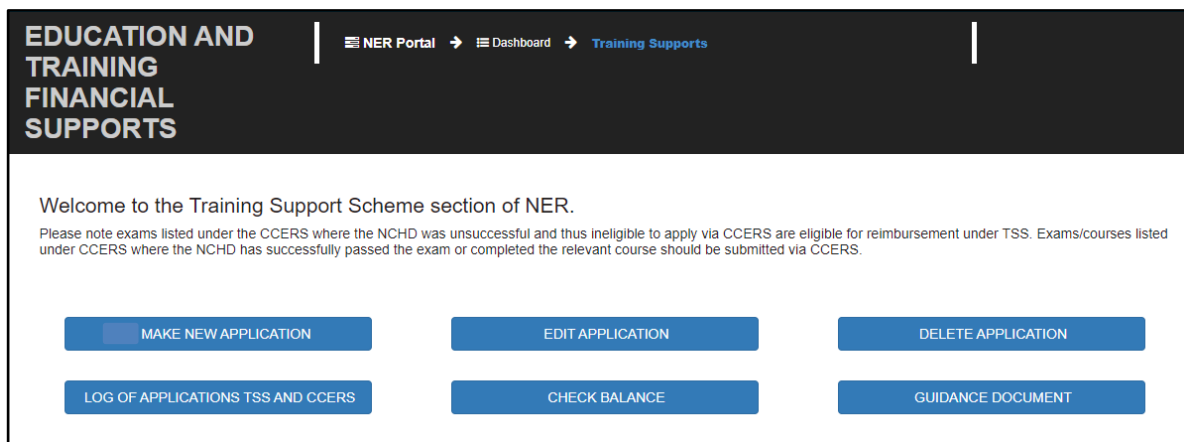 EDUCATION AND
TRAINING
FINANCIAL
SUPPORTS
NER Portal → Dashboard → Training Supports
Welcome to the Training Support Scheme section of NER.
Please note exams listed under the CCERS where the NCHD was unsuccessful and thus ineligible to apply via CCERS are eligible for reimbursement under TSS. Exams/courses listed
under CCERS where the NCHD has successfully passed the exam or completed the relevant course should be submitted via CCERS.
MAKE NEW APPLICATION
EDIT APPLICATION
DELETE APPLICATION
LOG OF APPLICATIONS TSS AND CCERS
CHECK BALANCE
GUIDANCE DOCUMENT